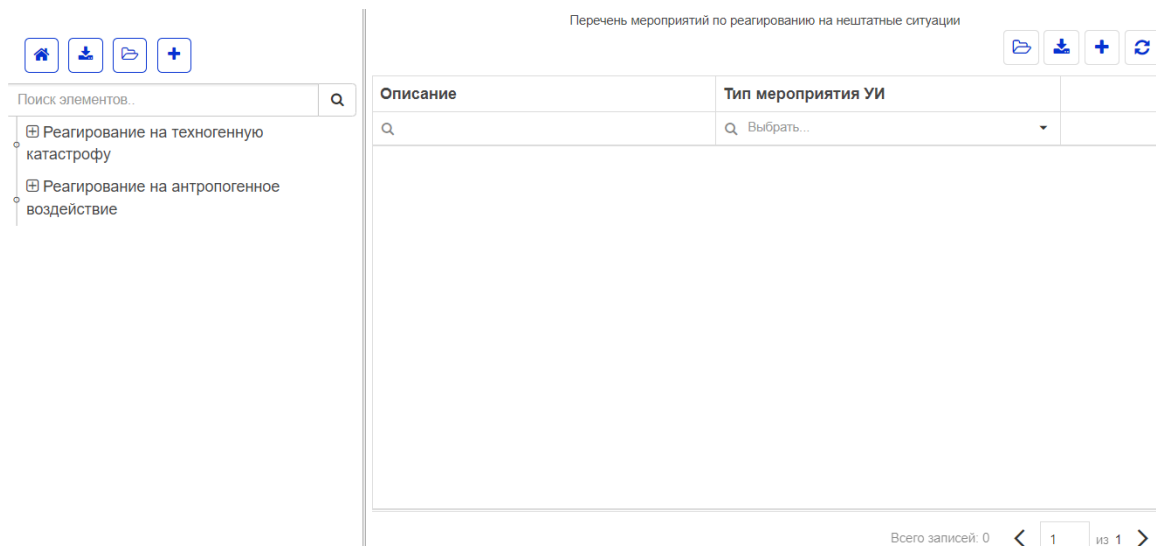 Перечень мероприятий по реагированию на нештатные ситуации
Поиск элементов..
Реагирование на техногенную
катастрофу
Реагирование на антропогенное
воздействие
Описание
Тип мероприятия УИ
Выбрать...
Всего записей: 0
1
из 1